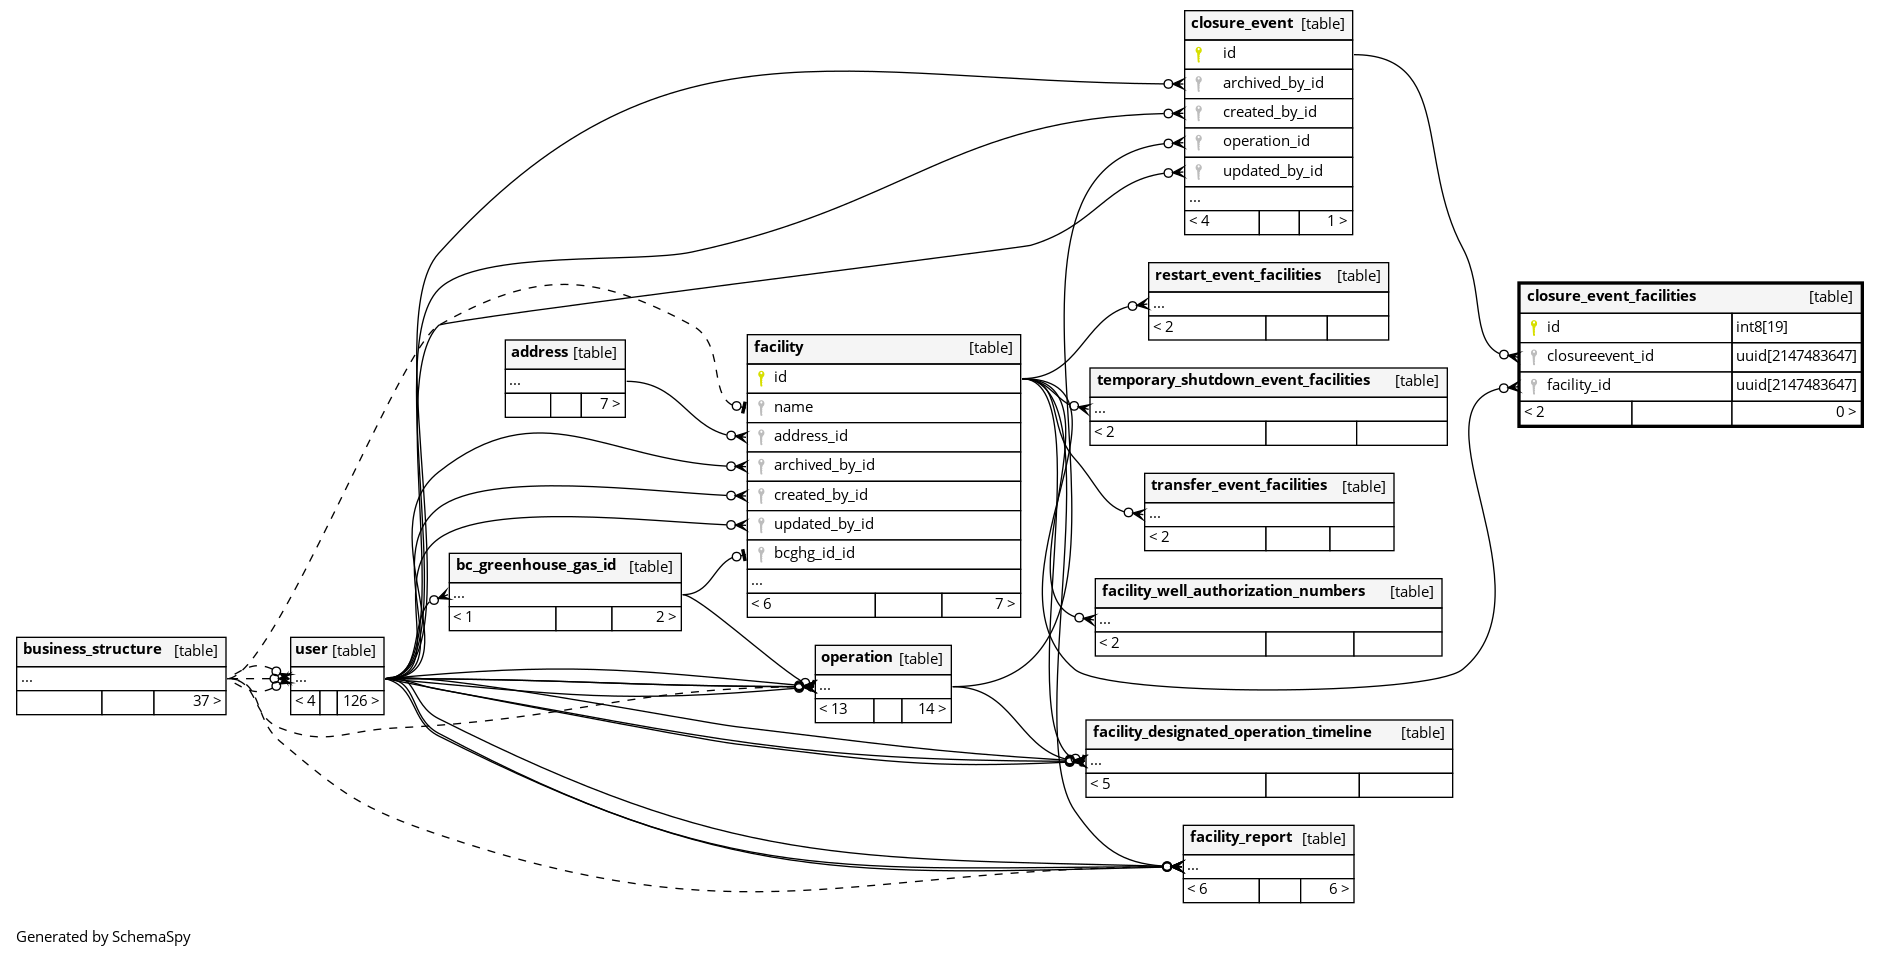 closure_event [table]
id
archived_by_id
created_by_id
operation_id
updated_by_id
...
< 4 1 >
restart_event_facilities [table]
...
< 2
closure_event_facilities [table]
id int8[19]
closureevent_id uuid[2147483647]
facility_id uuid[2147483647]
< 2 0 >
address [table]
...
7 >
facility [table]
id
name
address_id
archived_by_id
created_by_id
updated_by_id
bcghg_id_id
...
< 6 7 >
temporary_shutdown_event_facilities [table]
...
< 2
transfer_event_facilities [table]
...
< 2
bc_greenhouse_gas_id [table]
...
< 1 2 >
facility_well_authorization_numbers [table]
...
< 2
business_structure [table]
...
37 >
user [table]
...
< 4 126 >
operation [table]
...
< 13 14 >
facility_designated_operation_timeline [table]
...
< 5
facility_report [table]
...
< 6 6 >
Generated by SchemaSpy